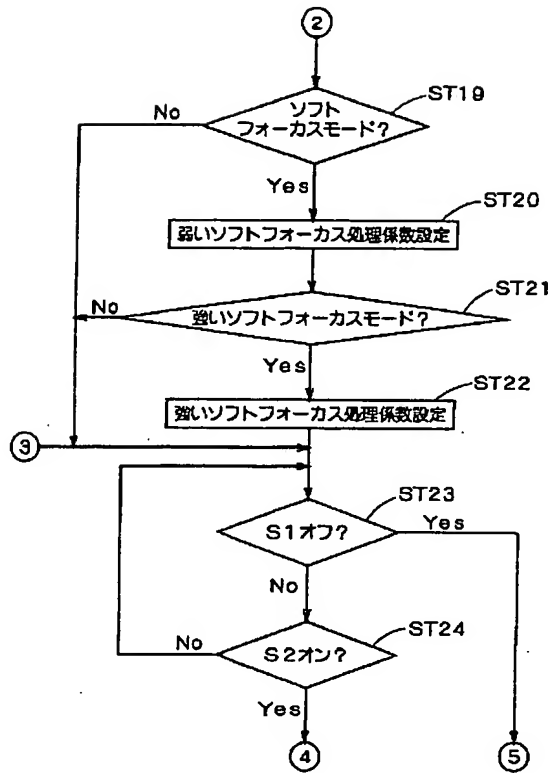 ②
ST19
ソフト
フォーカスモード?
No
Yes
ST20
弱いソフトフォーカス処理係数設定
ST21
強いソフトフォーカスモード?
No
Yes
ST22
強いソフトフォーカス処理係数設定
③
ST23
S1オフ?
Yes
No
ST24
S2オン?
No
Yes
④
⑤